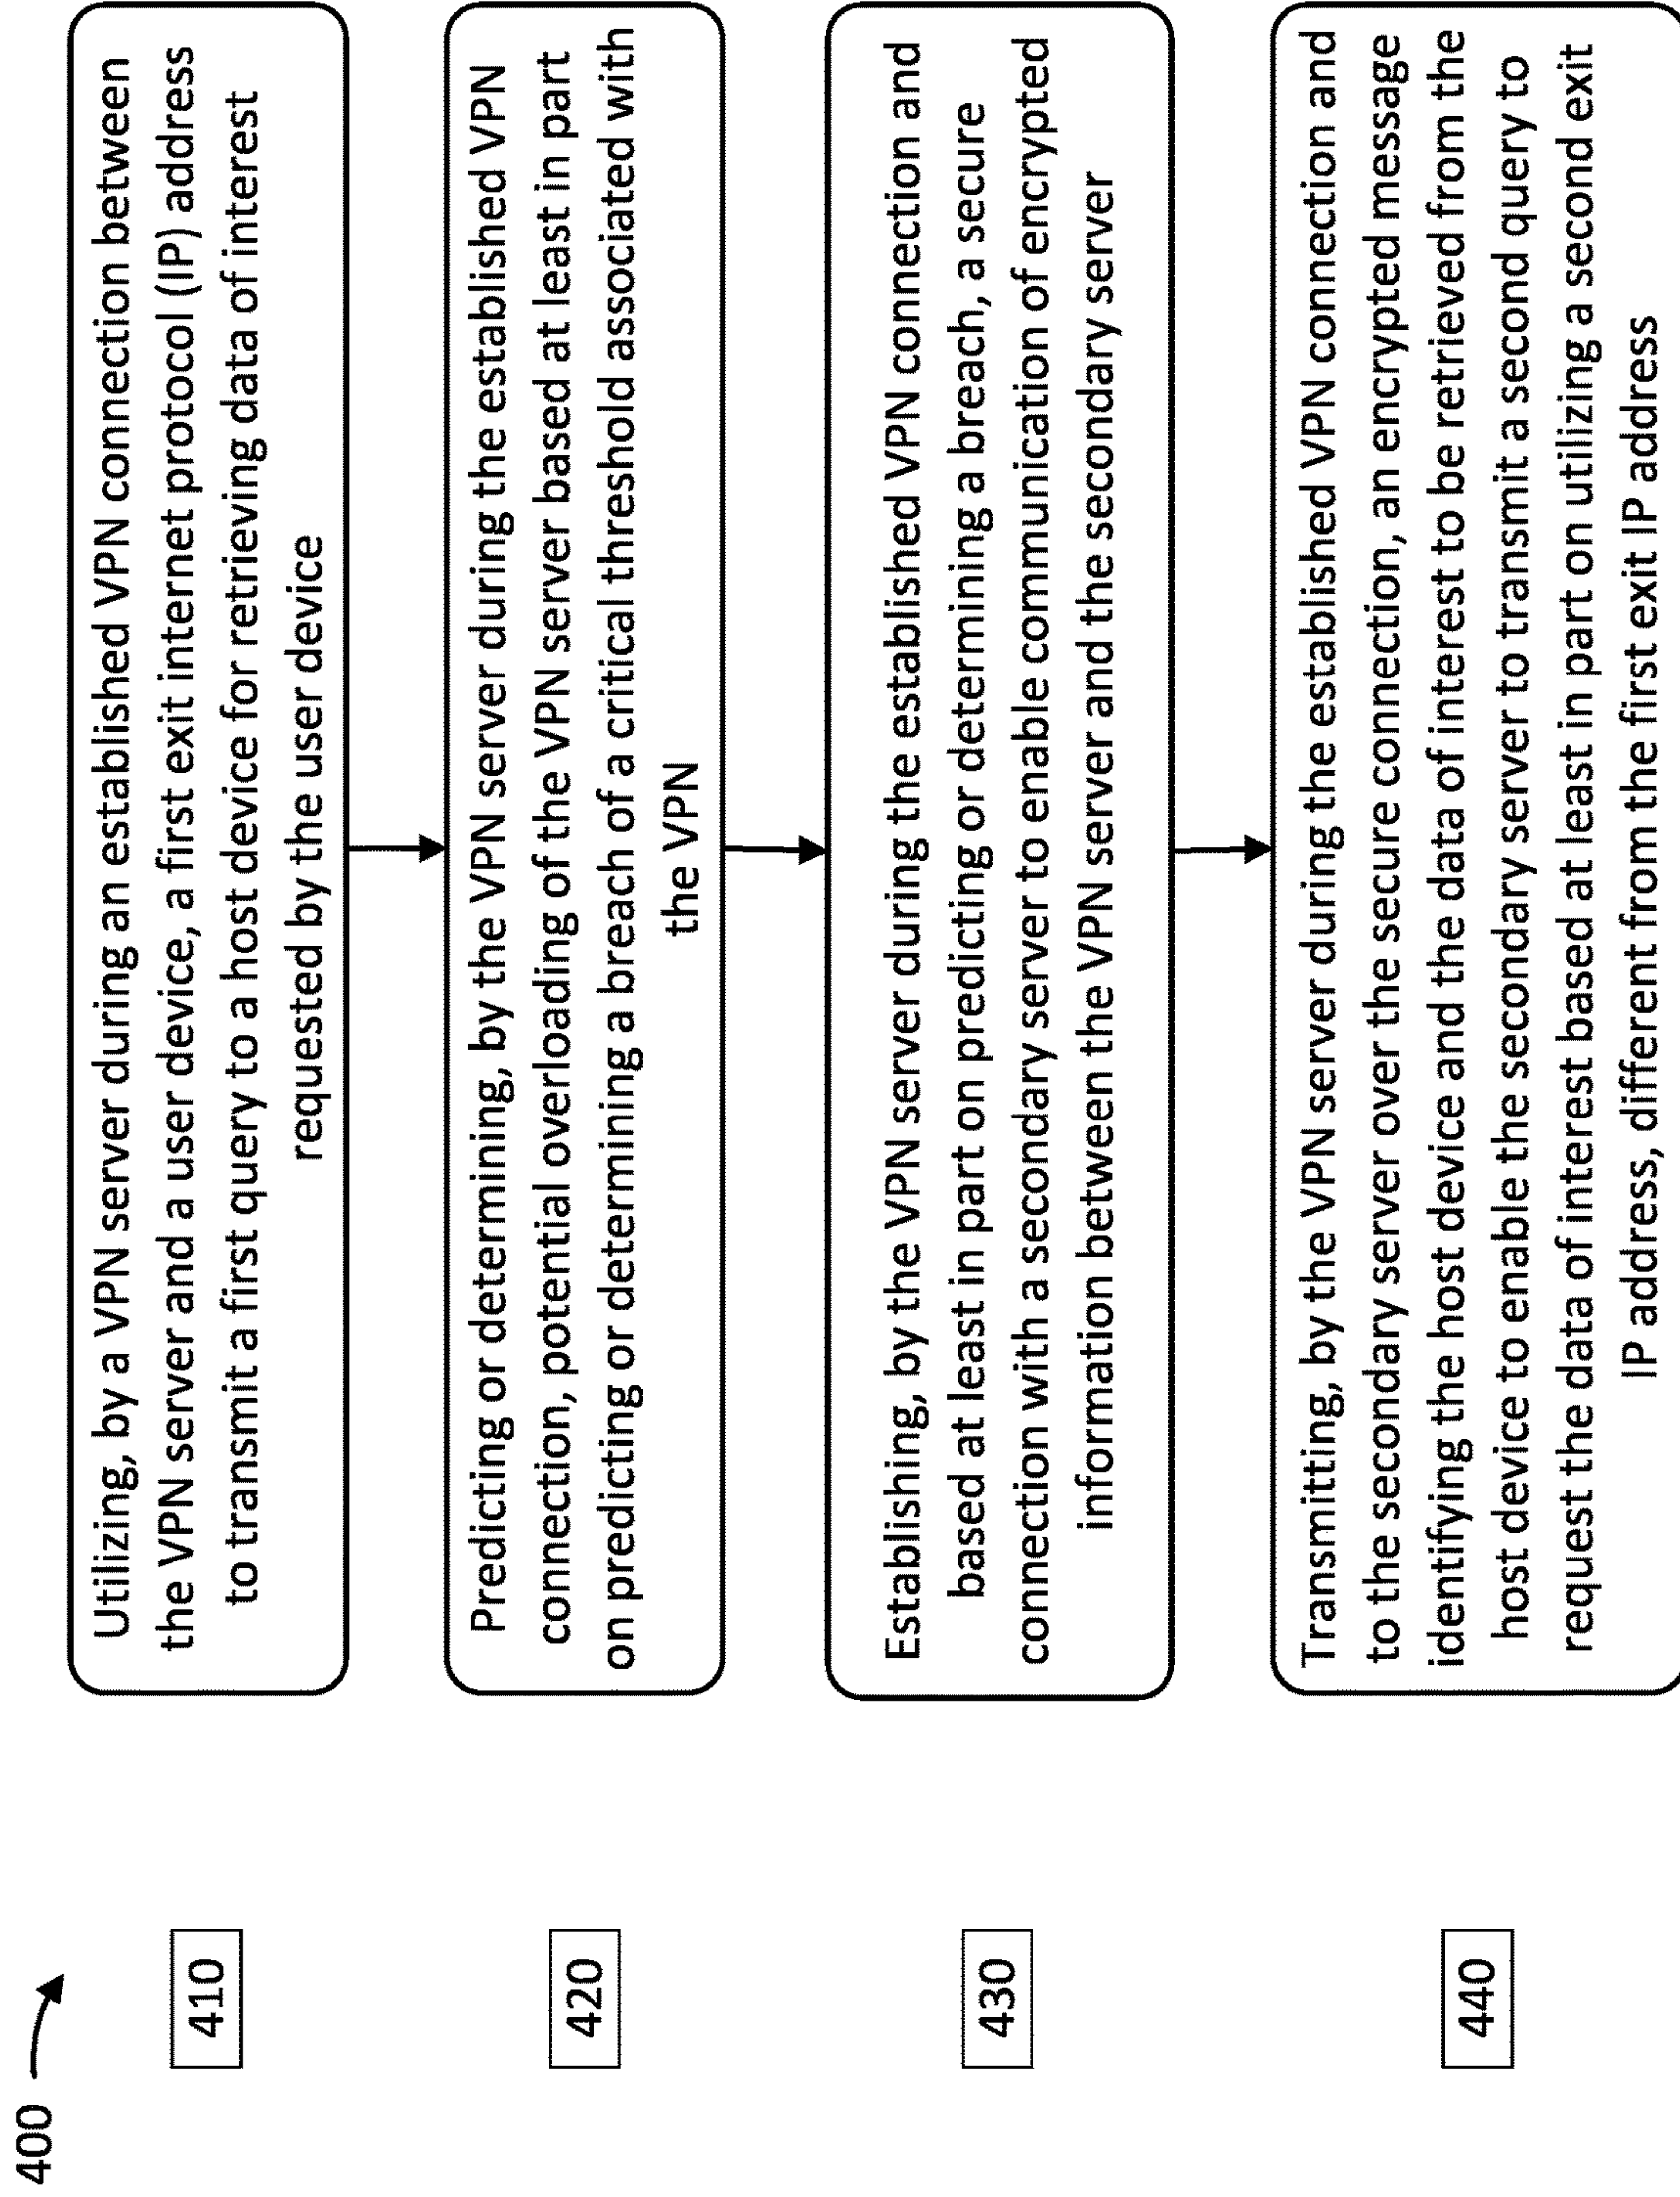 400
410
Utilizing, by a VPN server during an established VPN connection between
the VPN server and a user device, a first exit internet protocol (IP) address
to transmit a first query to a host device for retrieving data of interest
requested by the user device
420
Predicting or determining, by the VPN server during the established VPN
connection, potential overloading of the VPN server based at least in part
on predicting or determining a breach of a critical threshold associated with
the VPN
430
Establishing, by the VPN server during the established VPN connection and
based at least in part on predicting or determining a breach, a secure
connection with a secondary server to enable communication of encrypted
information between the VPN server and the secondary server
440
Transmitting, by the VPN server during the established VPN connection and
to the secondary server over the secure connection, an encrypted message
identifying the host device and the data of interest to be retrieved from the
host device to enable the secondary server to transmit a second query to
request the data of interest based at least in part on utilizing a second exit
IP address, different from the first exit IP address